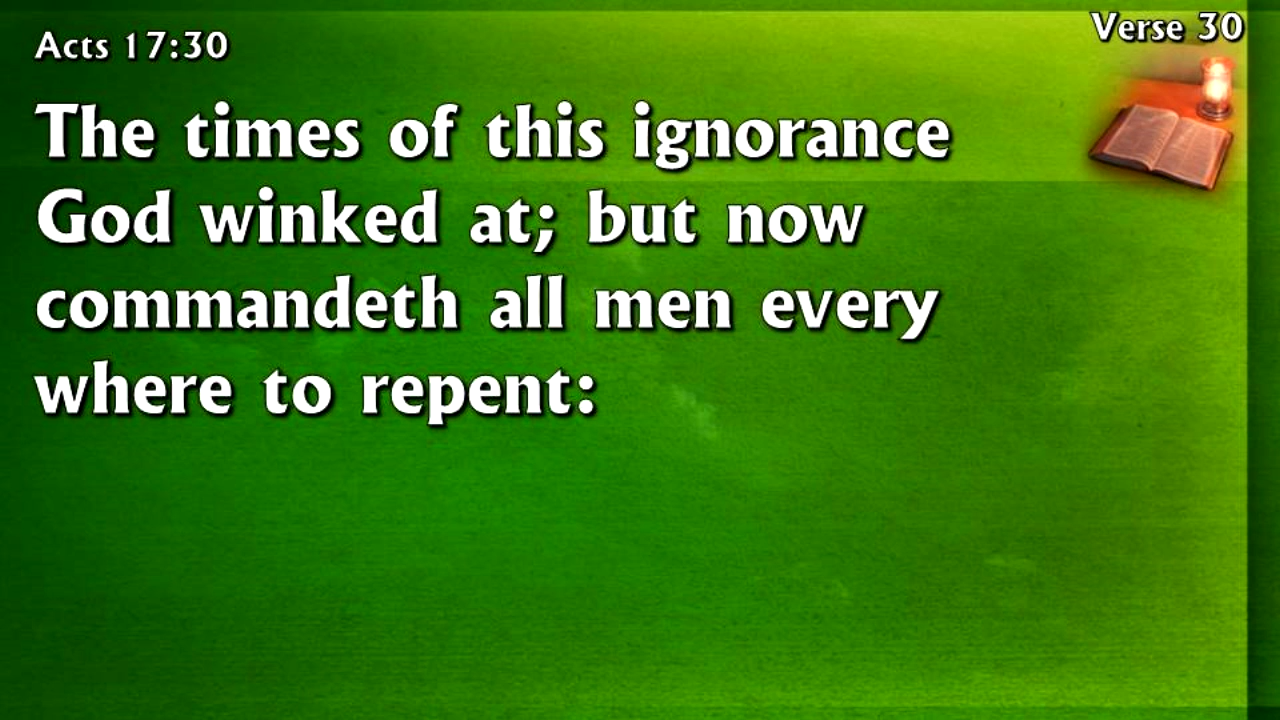 Acts 17:30
Verse 30
The times of this ignorance
God winked at; but now
commandeth all men every
where to repent: